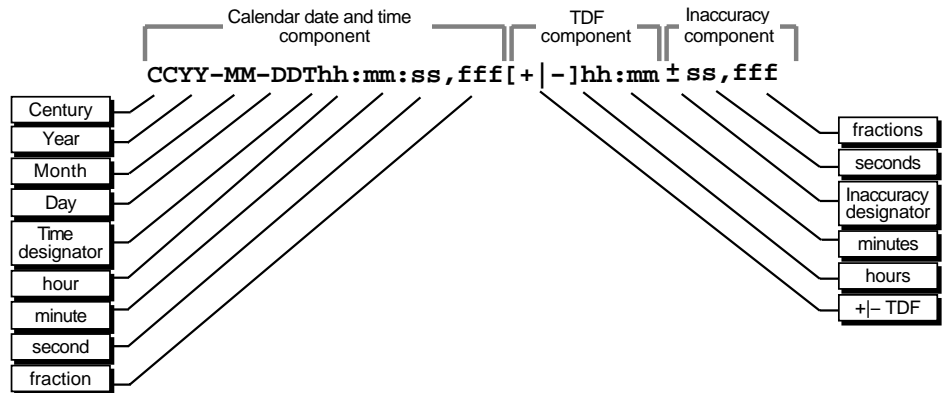 Calendar date and time
component
TDF
component
Inaccuracy
component
CCYY-MM-DDThh:mm:ss,fff[+|-]hh:mm±ss,fff
Century
Year
Month
Day
Time
designator
hour
minute
second
fraction
fractions
seconds
Inaccuracy
designator
minutes
hours
+|– TDF